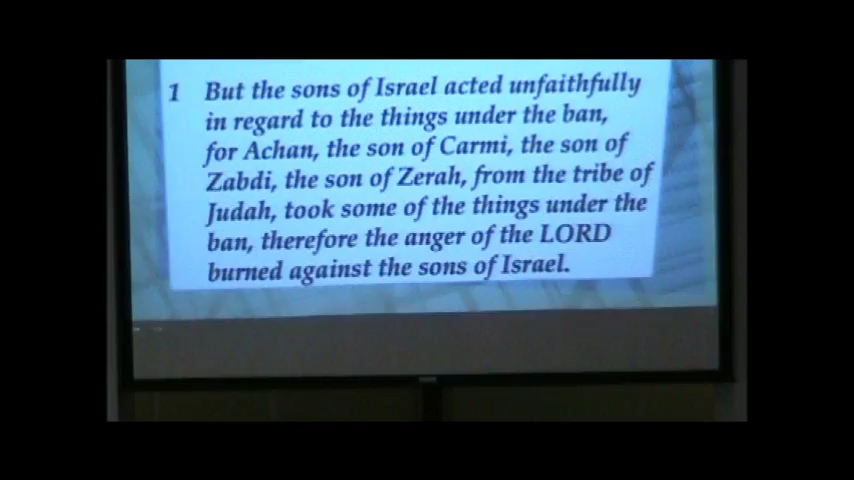 1 But the sons of Israel acted unfaithfully
in regard to the things under the ban,
for Achan, the son of Carmi, the son of
Zabdi, the son of Zerah, from the tribe of
Judah, took some of the things under the
ban, therefore the anger of the LORD
burned against the sons of Israel.